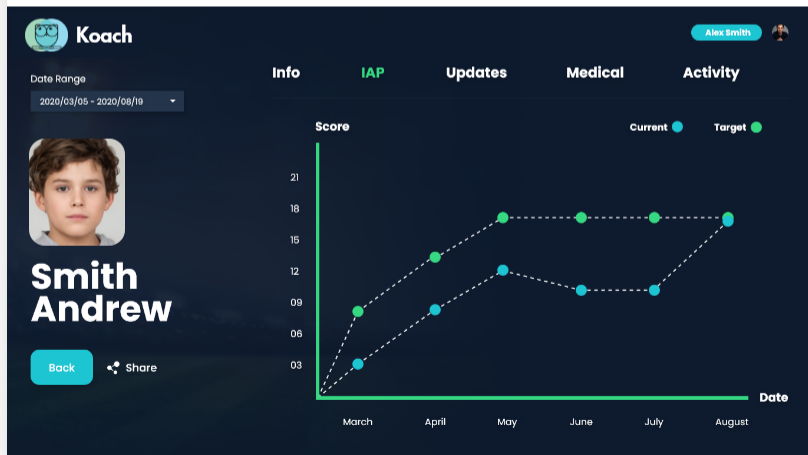 Koach
Alex Smith
Date Range
2020/03/05 - 2020/08/19
Info IAP Updates Medical Activity
Score
Current Target
21
18
15
12
09
06
03
Smith
Andrew
Back Share
Date
March April May June July August